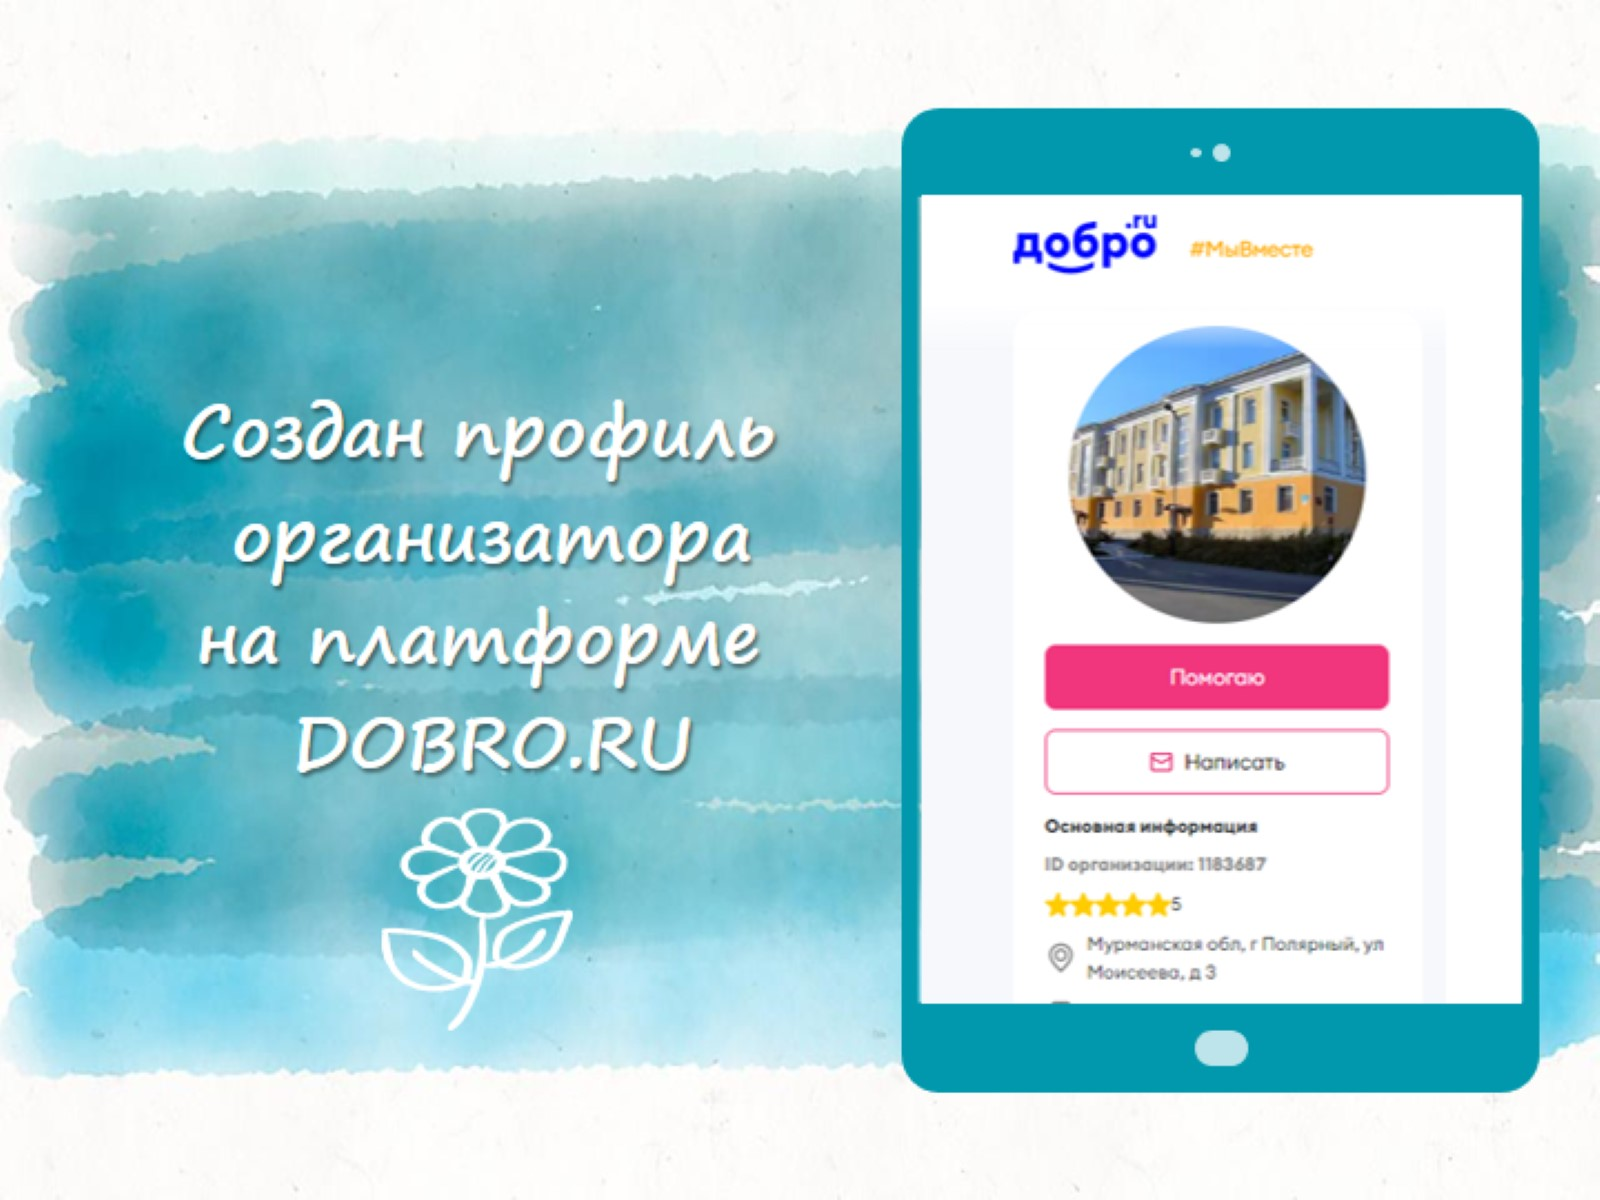 Создан профиль
организатора
на платформе
DOBRO.RU
добро.ru
#МыВместе
Помогаю
Написать
Основная информация
ID организации: 1183687
5
Мурманская обл, г Полярный, ул
Моисеева, д 3